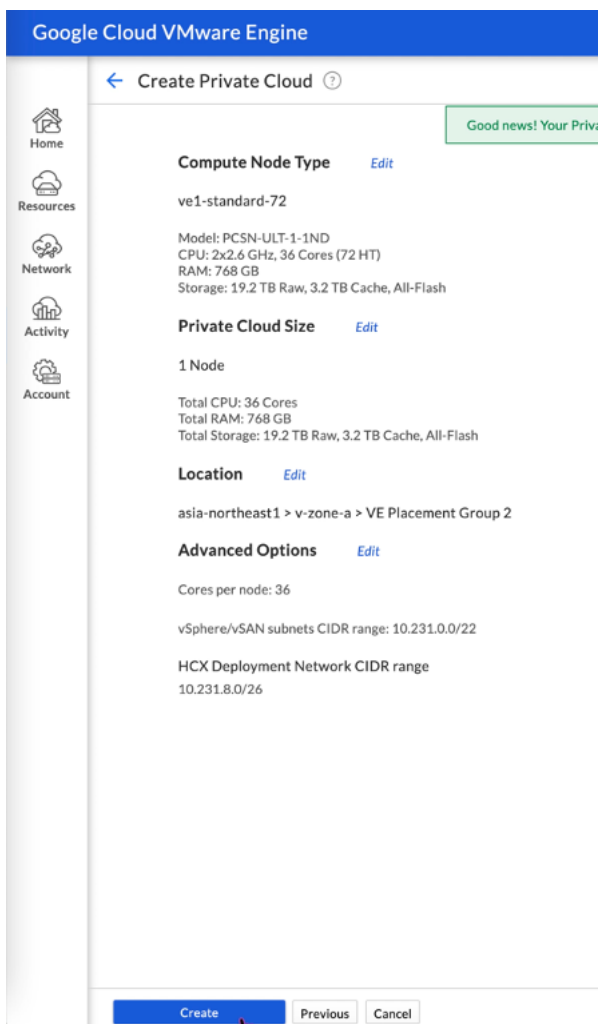 Google Cloud VMware Engine
Create Private Cloud ?
Good news! Your
Home
Resources
Network
Activity
Account
Compute Node Type Edit
ve1-standard-72
Model: PCSN-ULT-1-1ND
CPU: 2x2.6 GHz, 36 Cores (72 HT)
RAM: 768 GB
Storage: 19.2 TB Raw, 3.2 TB Cache, All-Flash
Private Cloud Size Edit
1 Node
Total CPU: 36 Cores
Total RAM: 768 GB
Total Storage: 19.2 TB Raw, 3.2 TB Cache, All-Flash
Location Edit
asia-northeast1 > v-zone-a > VE Placement Group 2
Advanced Options Edit
Cores per node: 36
vSphere/vSAN subnets CIDR range: 10.231.0.0/22
HCX Deployment Network CIDR range
10.231.8.0/26
Create Previous Cancel